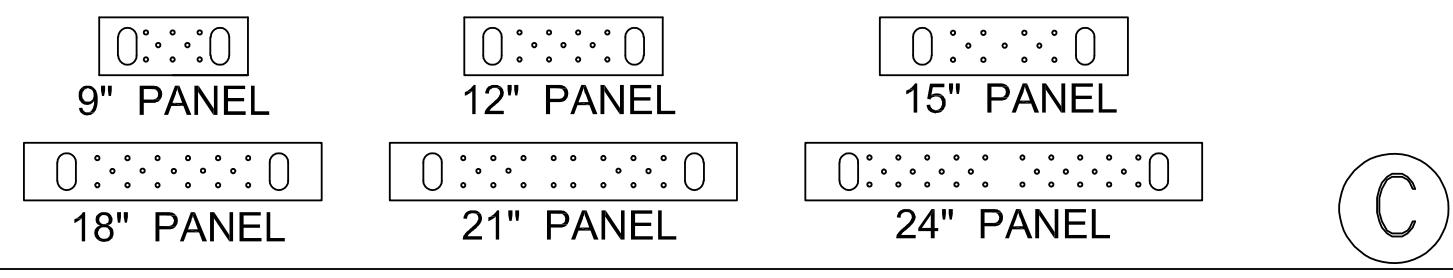 9" PANEL
12" PANEL
15" PANEL
18" PANEL
21" PANEL
24" PANEL
C